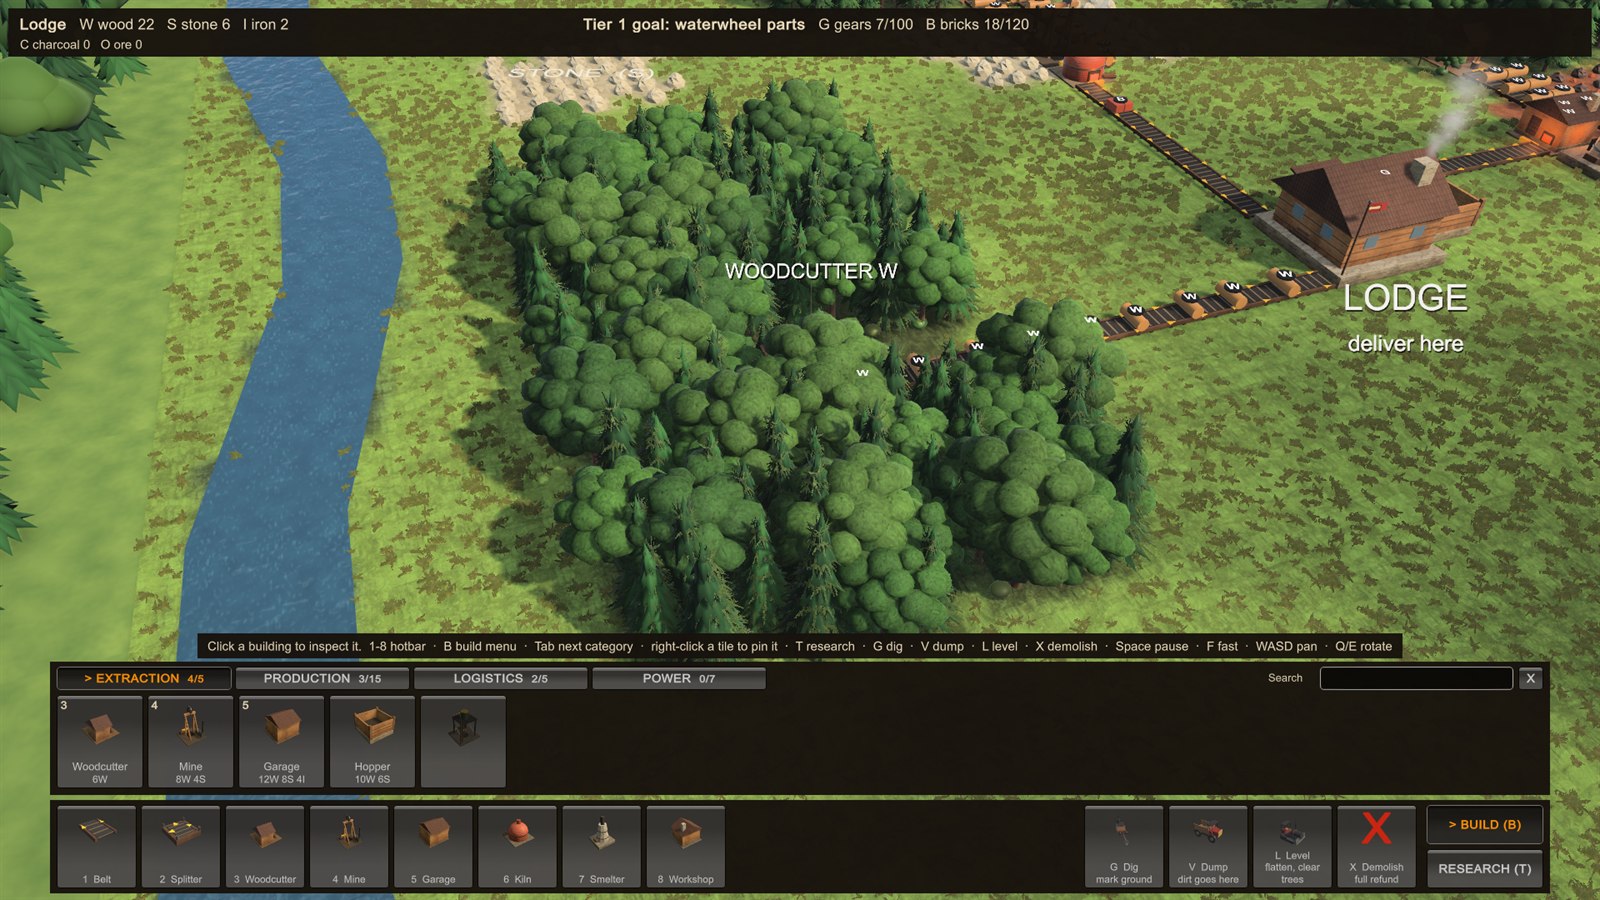 Lodge W wood 22 S stone 6 I iron 2
C charcoal 0 O ore 0
Tier 1 goal: waterwheel parts G gears 7/100 B bricks 18/120
STONE (S)
B
W W W W W W
G
WOODCUTTER W
W W W W W W W W W
LODGE
deliver here
Click a building to inspect it. 1-8 hotbar · B build menu · Tab next category · right-click a tile to pin it · T research · G dig · V dump · L level · X demolish · Space pause · F fast · WASD pan · Q/E rotate
> EXTRACTION 4/5
PRODUCTION 3/15
LOGISTICS 2/5
POWER 0/7
Search
X
3
Woodcutter
6W
4
Mine
8W 4S
5
Garage
12W 8S 4I
Hopper
10W 6S
1 Belt
2 Splitter
3 Woodcutter
4 Mine
5 Garage
6 Kiln
7 Smelter
8 Workshop
G Dig
mark ground
V Dump
dirt goes here
L Level
flatten, clear
trees
X Demolish
full refund
> BUILD (B)
RESEARCH (T)